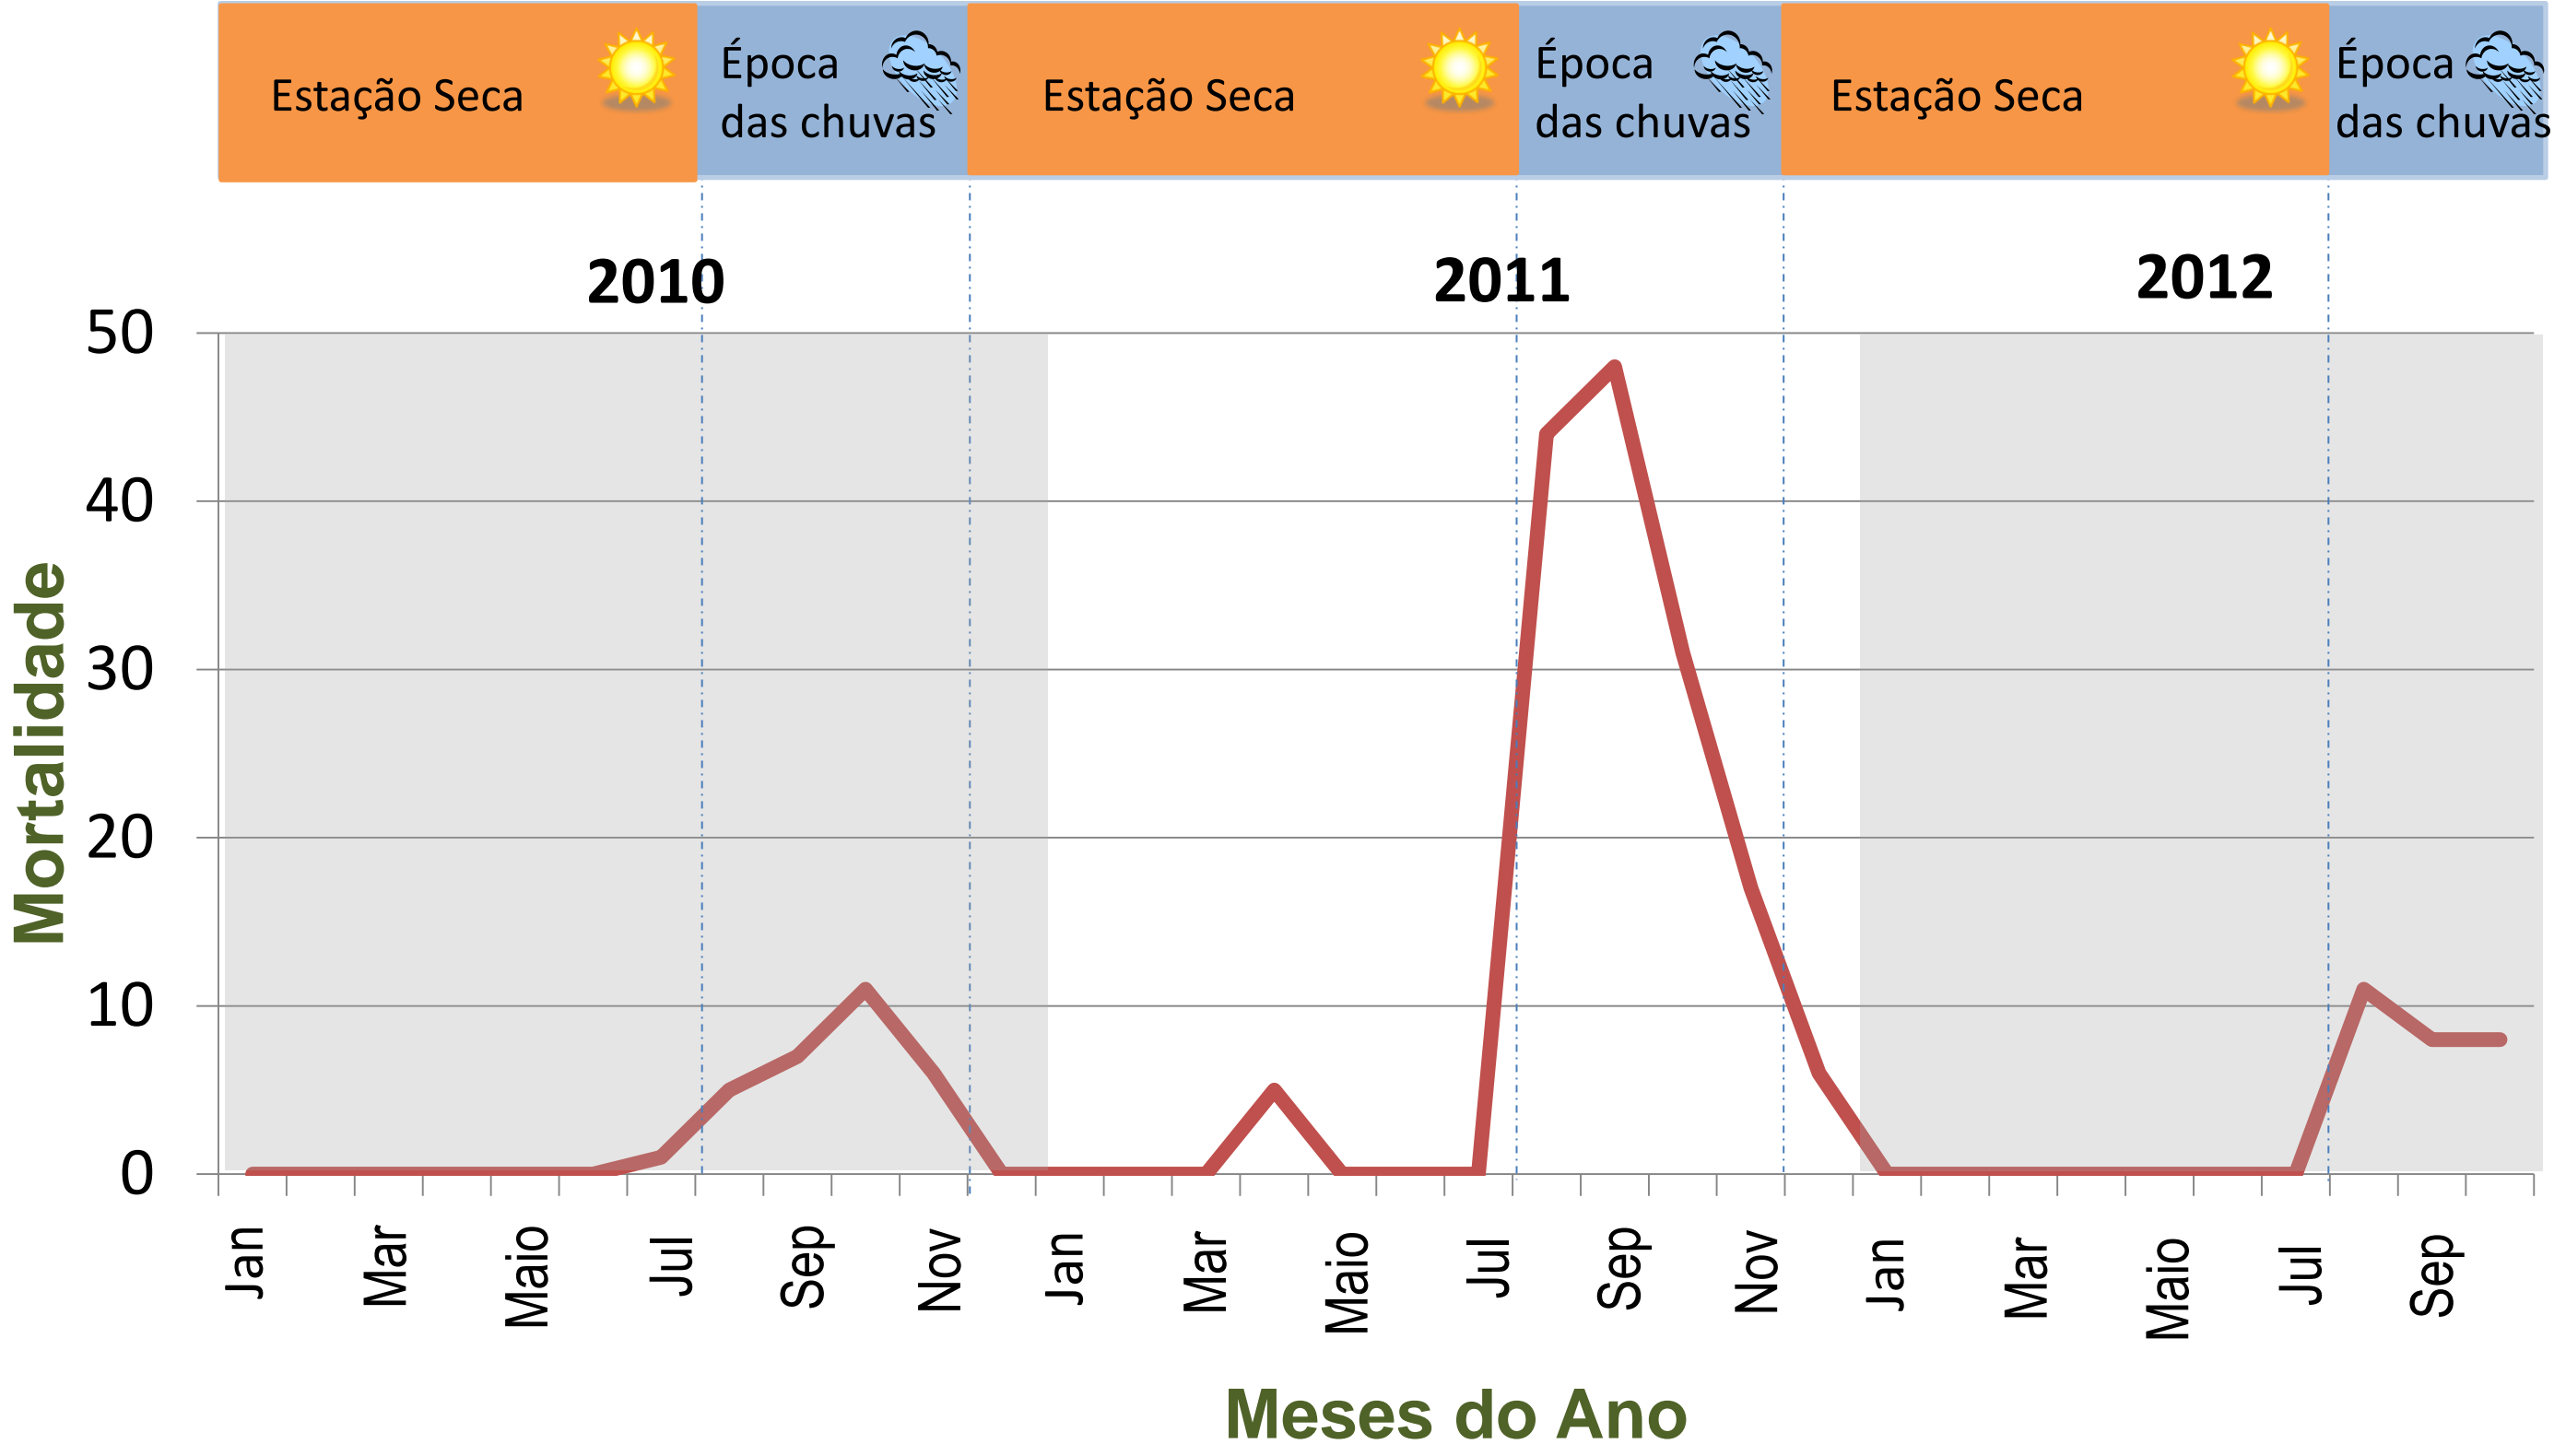 Estação Seca
Época
das chuvas
Estação Seca
Época
das chuvas
Estação Seca
Época
das chuvas
2010
2011
2012
50
40
30
20
10
0
Mortalidade
Jan
Mar
Maio
Jul
Sep
Nov
Jan
Mar
Maio
Jul
Sep
Nov
Jan
Mar
Maio
Jul
Sep
Meses do Ano